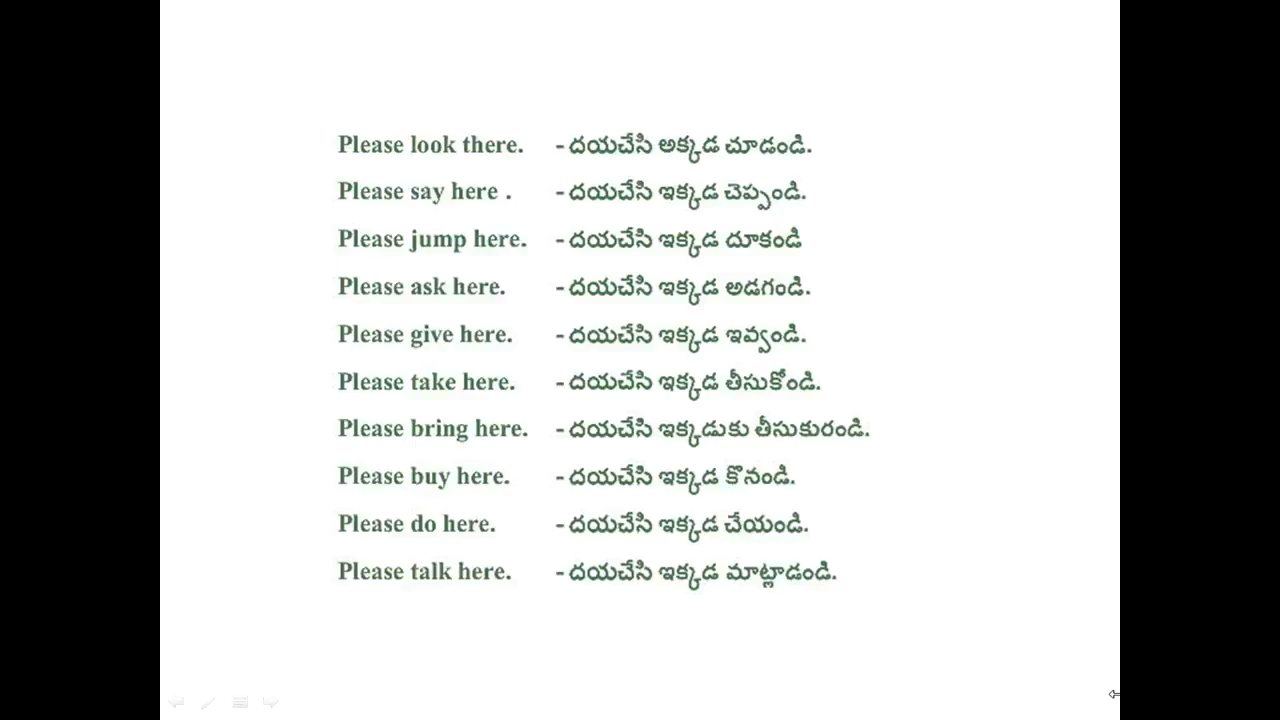 Please look there. - దయచేసి అక్కడ చూడండి.
Please say here . - దయచేసి ఇక్కడ చెప్పండి.
Please jump here. - దయచేసి ఇక్కడ దూకండి
Please ask here. - దయచేసి ఇక్కడ అడగండి.
Please give here. - దయచేసి ఇక్కడ ఇవ్వండి.
Please take here. - దయచేసి ఇక్కడ తీసుకోండి.
Please bring here. - దయచేసి ఇక్కడుకు తీసుకురండి.
Please buy here. - దయచేసి ఇక్కడ కొనండి.
Please do here. - దయచేసి ఇక్కడ చేయండి.
Please talk here. - దయచేసి ఇక్కడ మాట్లాడండి.